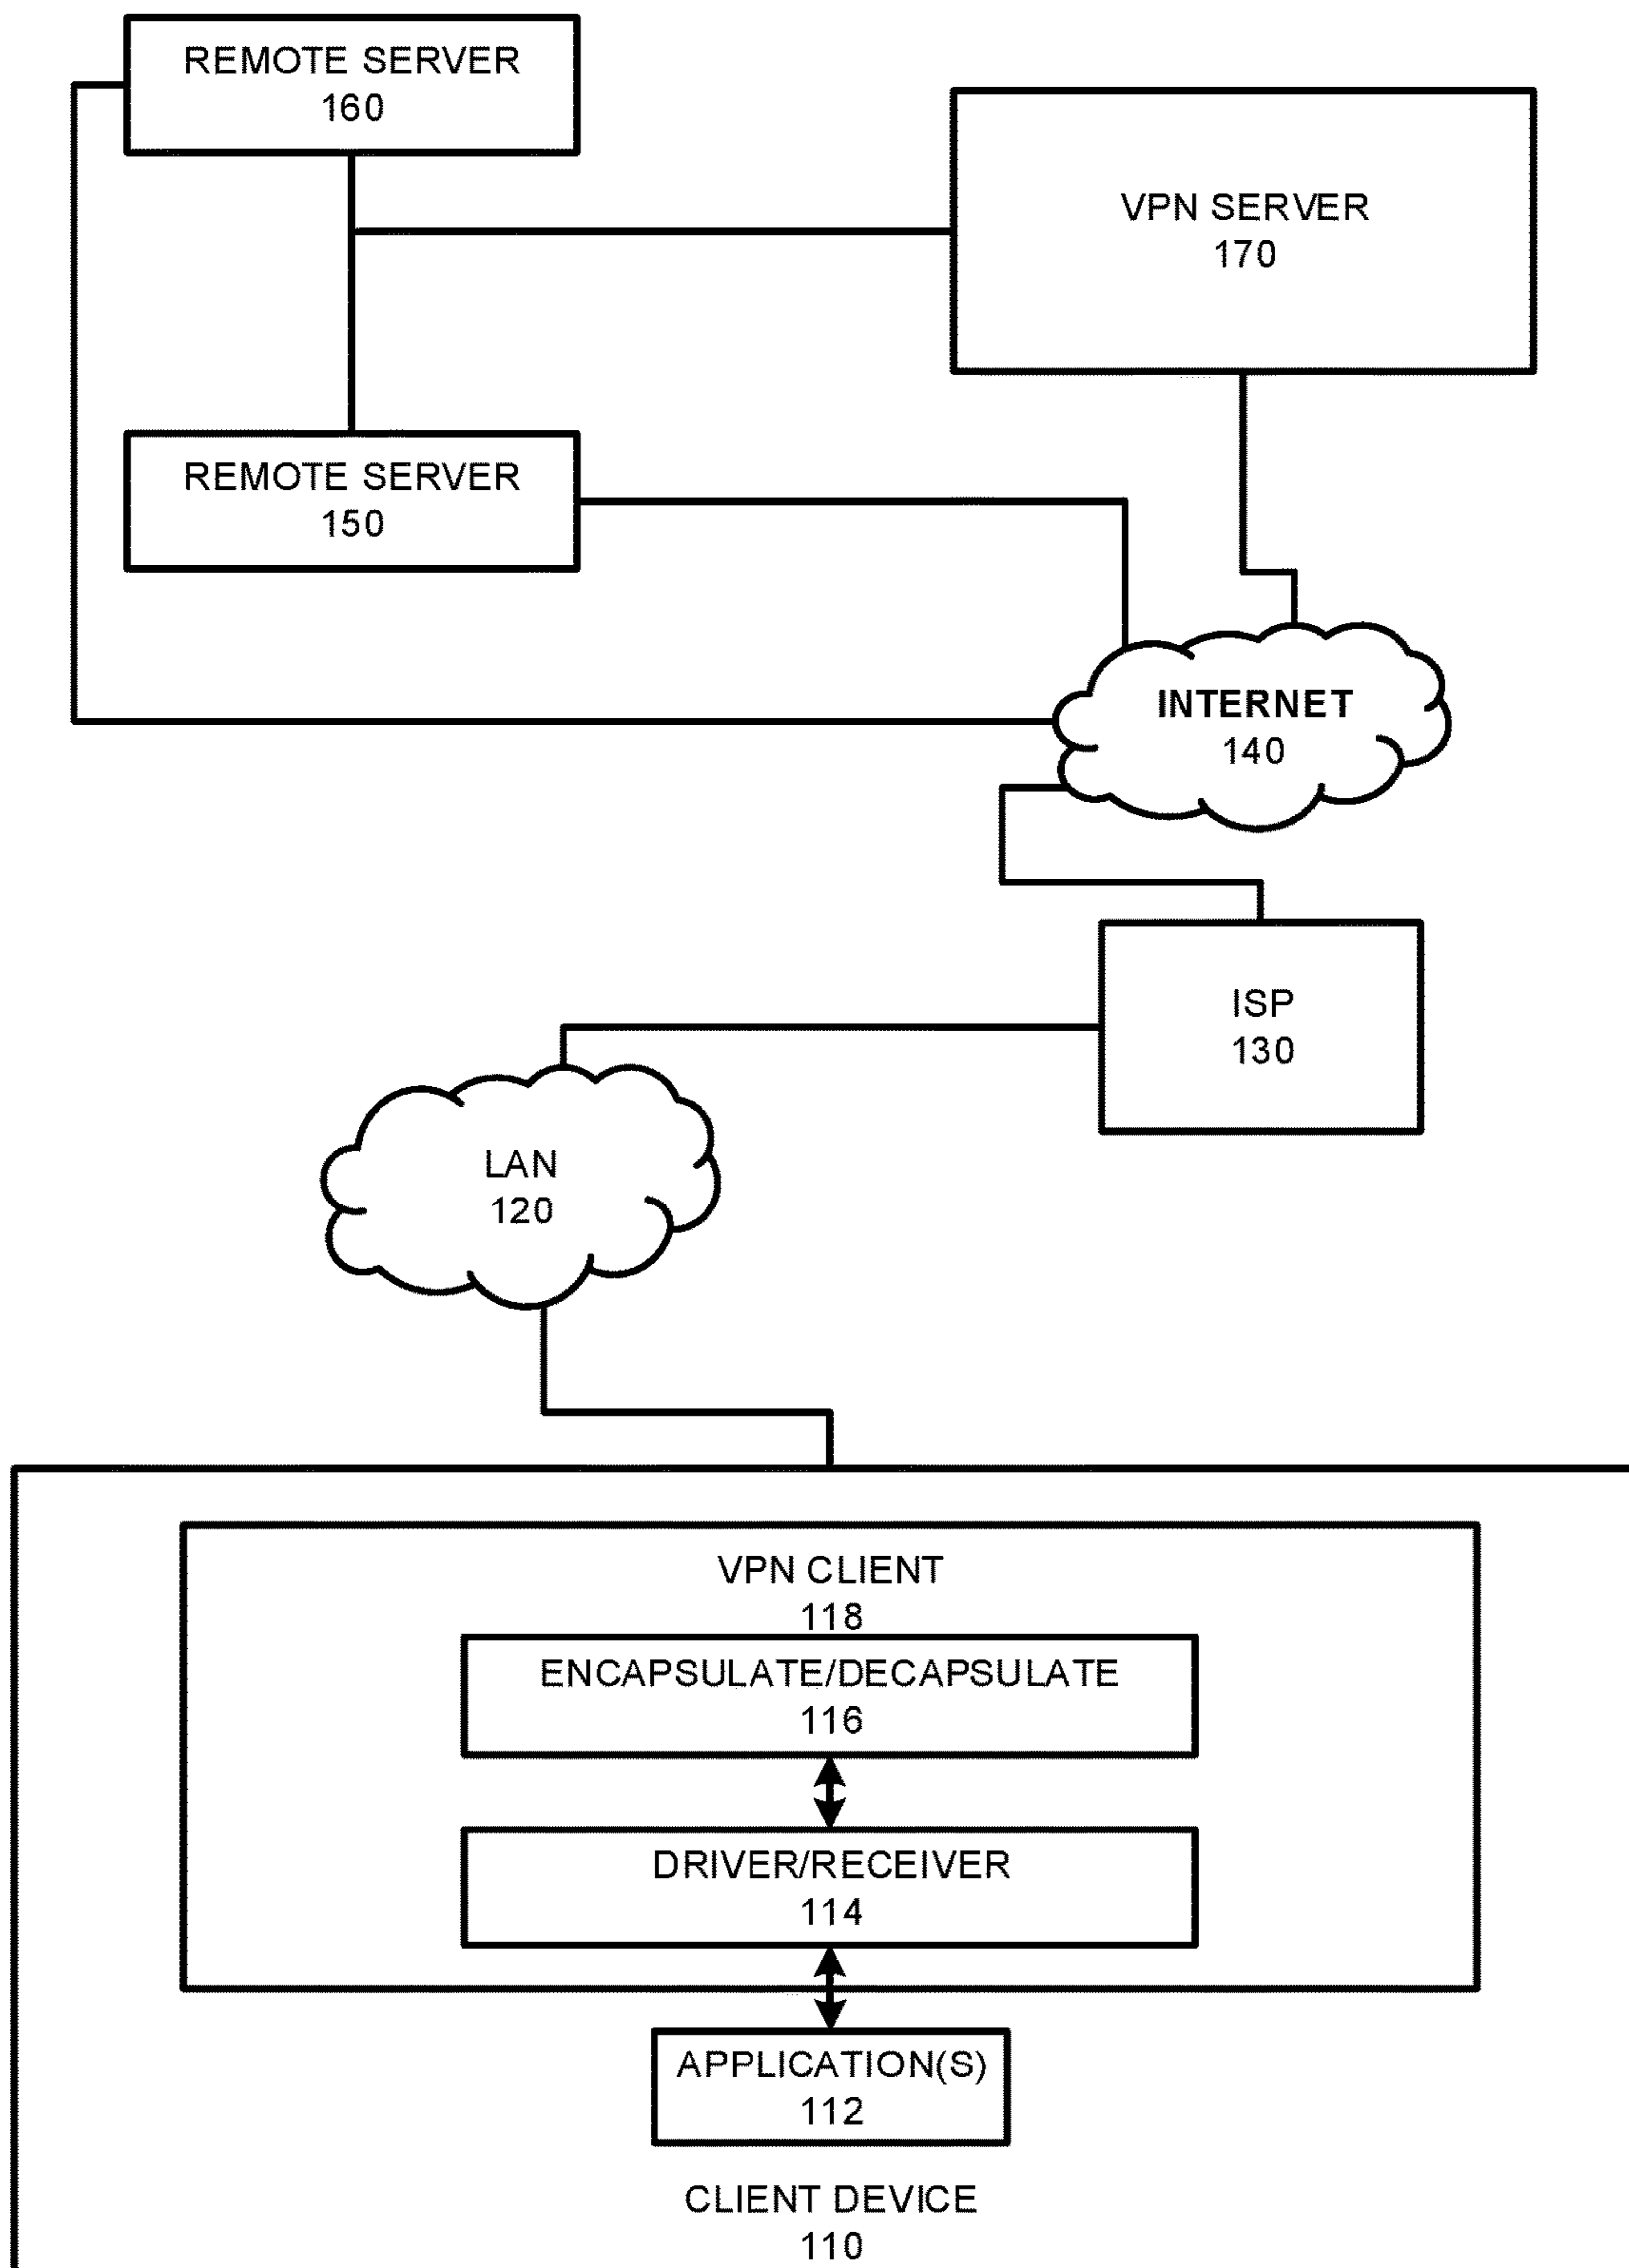 REMOTE SERVER
160
VPN SERVER
170
REMOTE SERVER
150
INTERNET
140
ISP
130
LAN
120
VPN CLIENT
118
ENCAPSULATE/DECAPSULATE
116
DRIVER/RECEIVER
114
APPLICATION(S)
112
CLIENT DEVICE
110